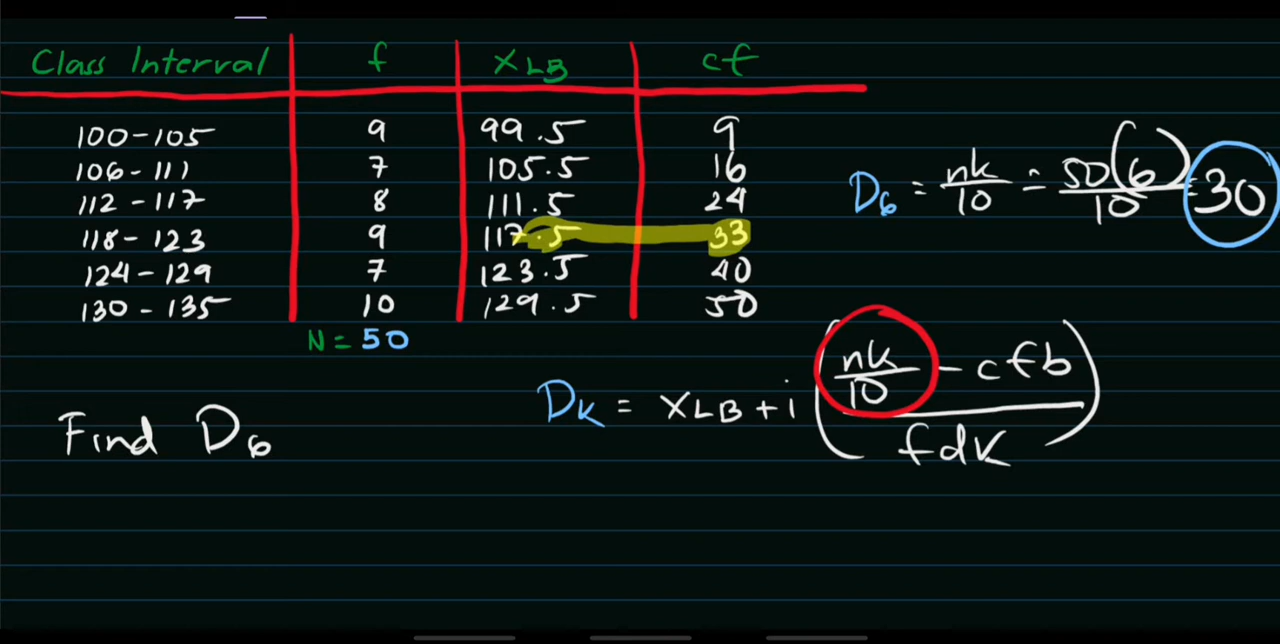 Class Interval f XLB cf
100-105 9 99.5 9
106-111 7 105.5 16
112-117 8 111.5 24
118-123 9 117.5 33
124-129 7 123.5 40
130-135 10 129.5 50
N = 50
D6 = nk/10 = 50(6)/10 = 30
DK = XLB + i (nk/10 - cfb / fdk)
Find D6